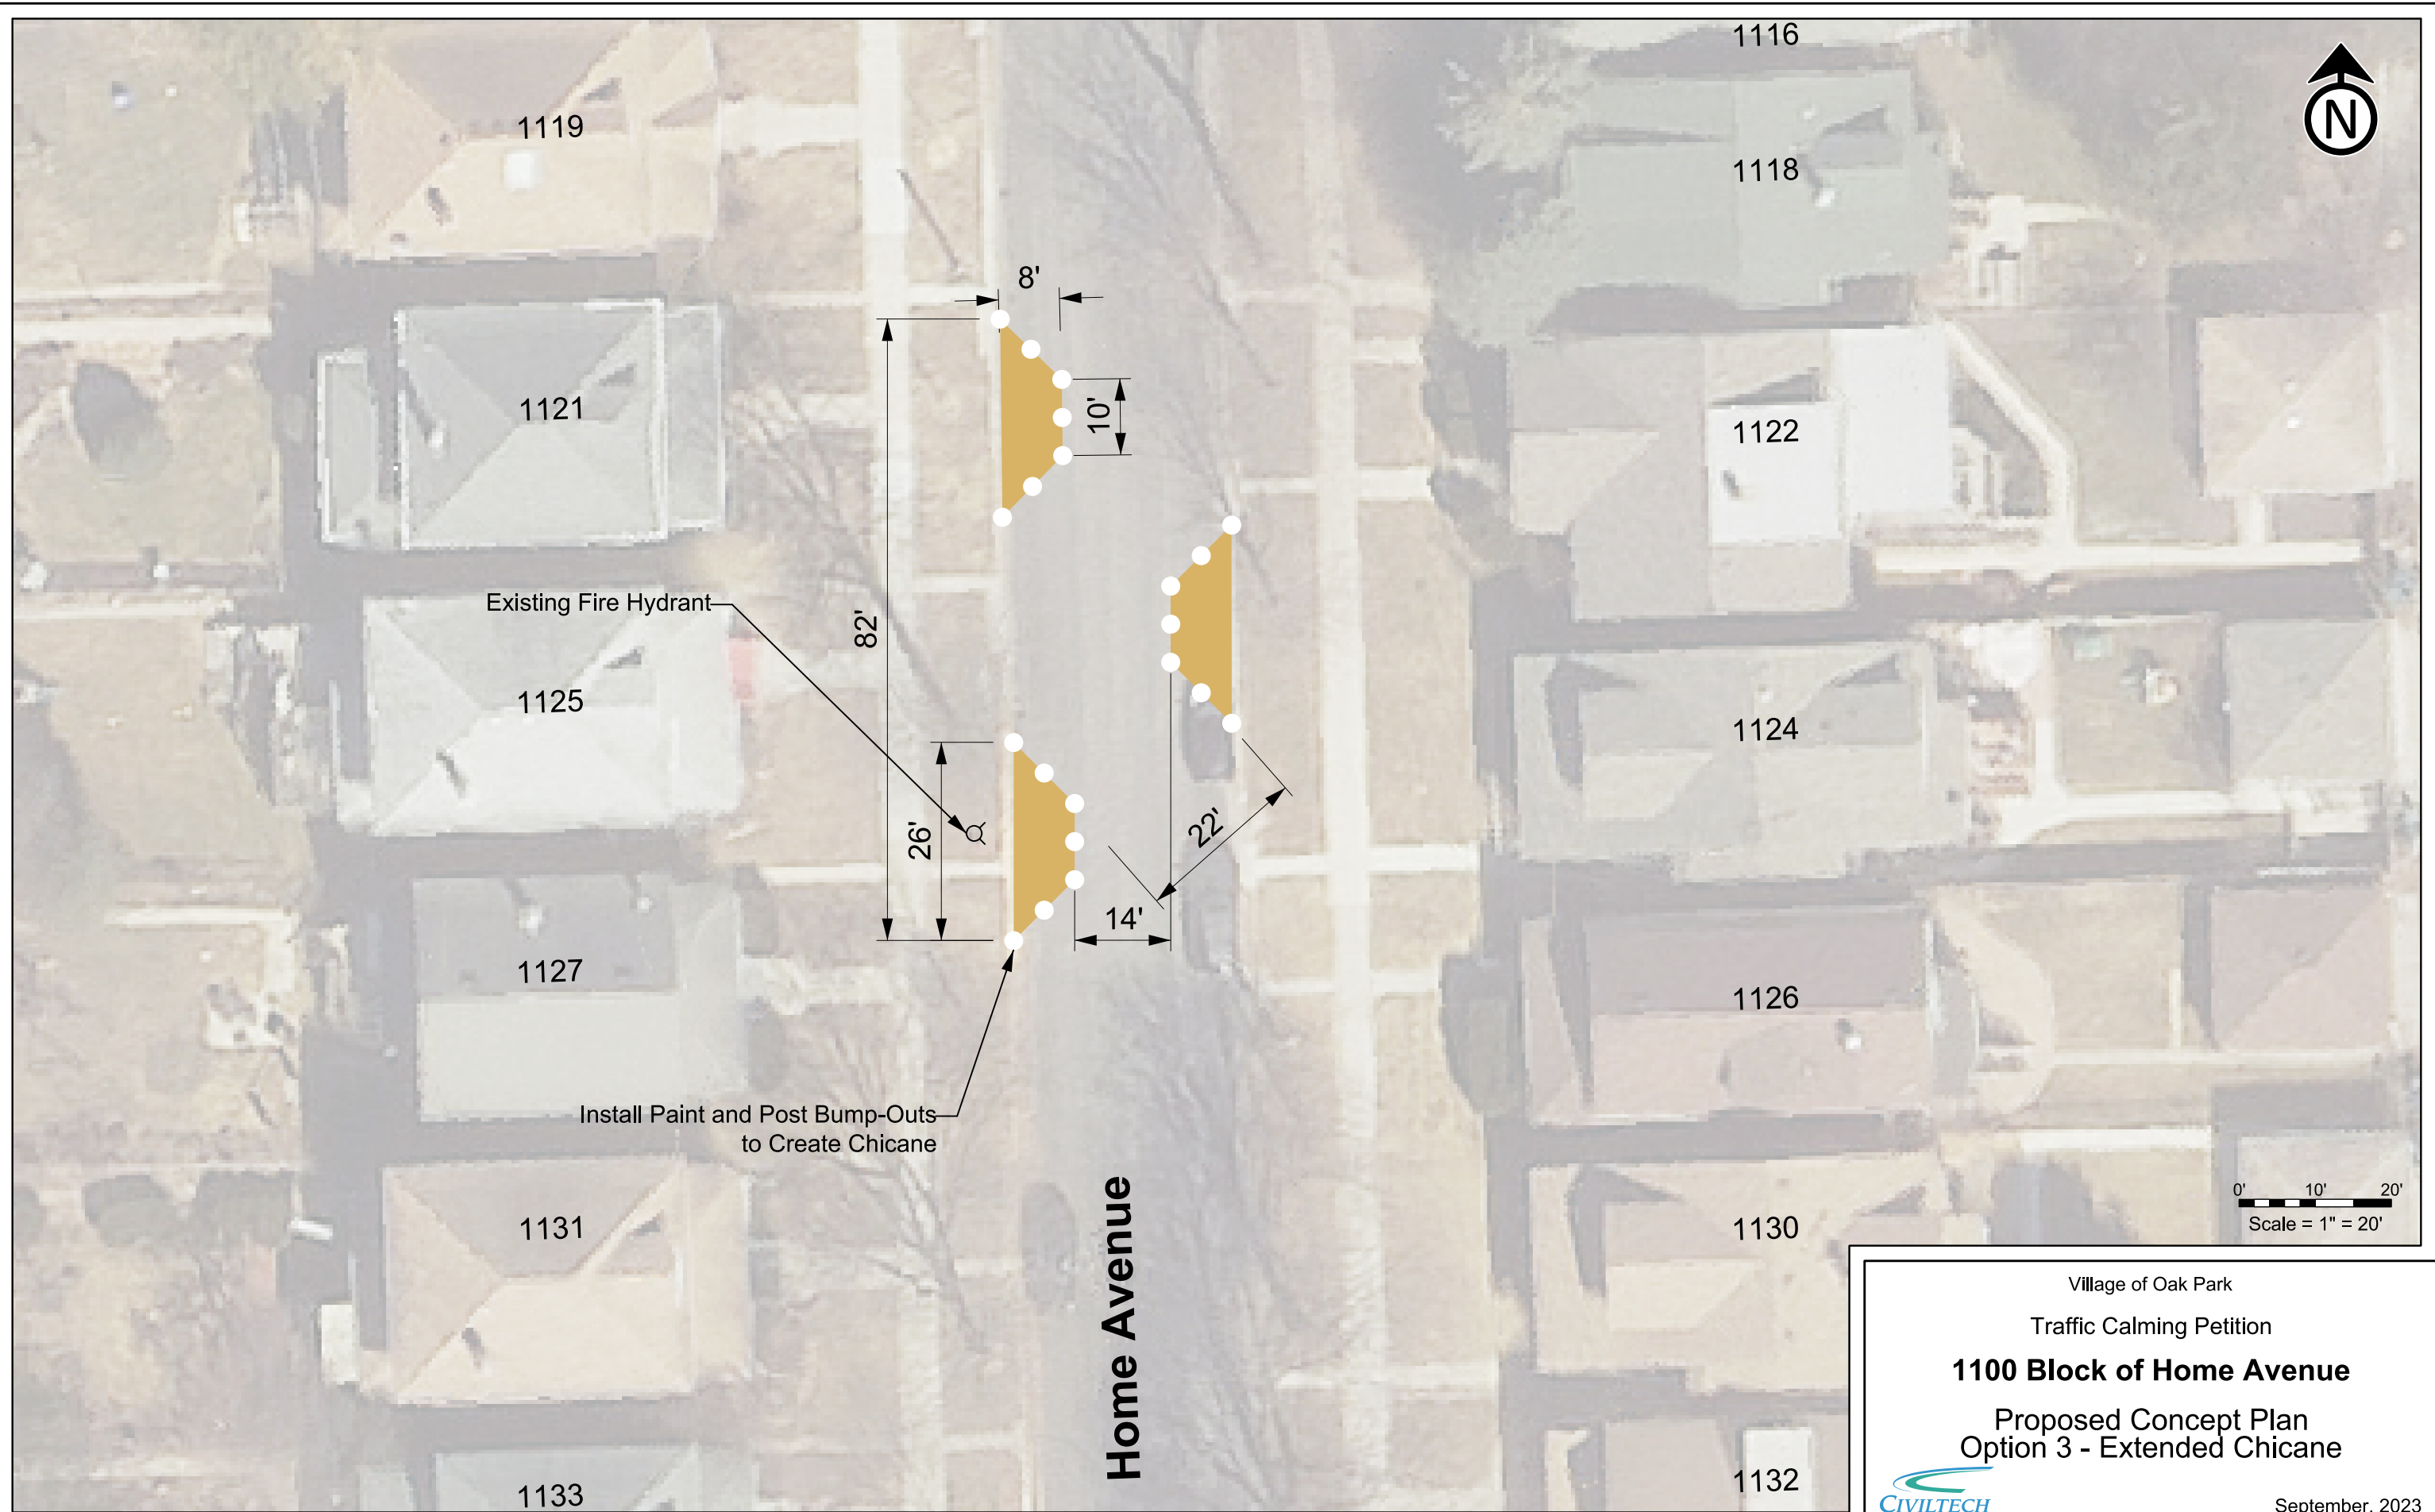 1116
N
1119
1118
8'
1121
10'
1122
Existing Fire Hydrant
82'
1125
1124
26'
22'
14'
1127
1126
Install Paint and Post Bump-Outs
to Create Chicane
Home Avenue
1131
1130
0' 10' 20'
Scale = 1" = 20'
1133
1132
Village of Oak Park
Traffic Calming Petition
1100 Block of Home Avenue
Proposed Concept Plan
Option 3 - Extended Chicane
CIVILTECH
September, 2023